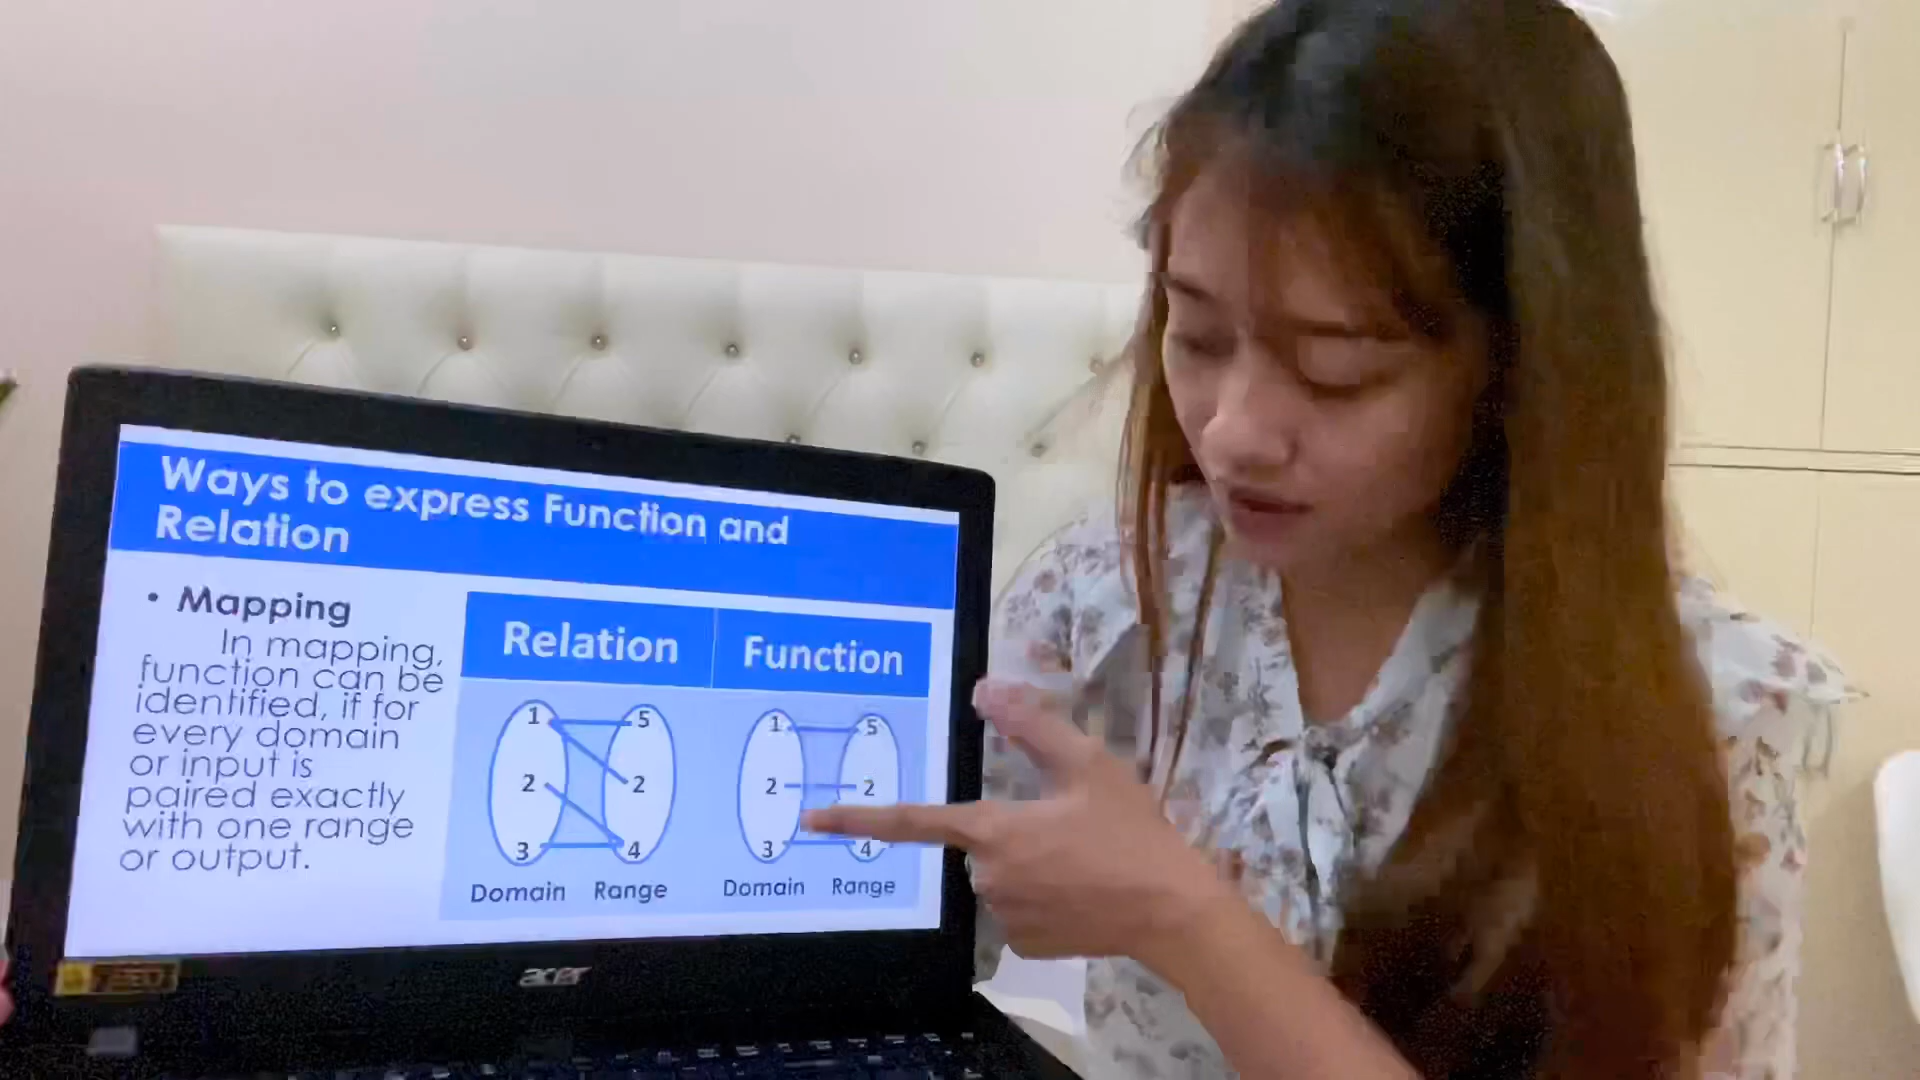 Ways to express Function and
Relation
• Mapping
In mapping,
function can be
identified, if for
every domain
or input is
paired exactly
with one range
or output.
Relation
Function
1 5
2 2
3 4
Domain Range
1 5
2 2
3 4
Domain Range
acer